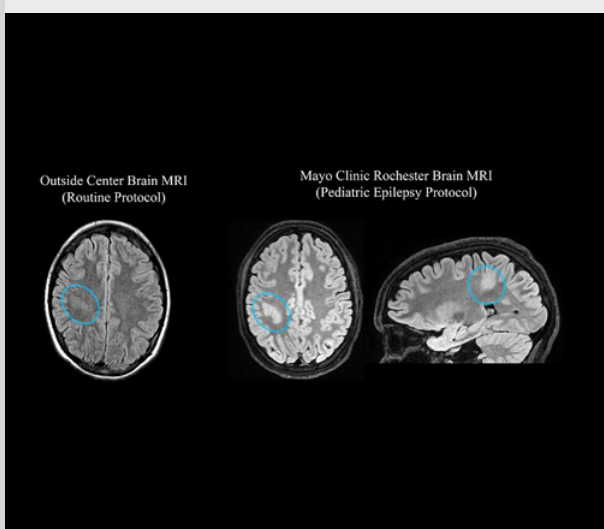 Outside Center Brain MRI
(Routine Protocol)
Mayo Clinic Rochester Brain MRI
(Pediatric Epilepsy Protocol)